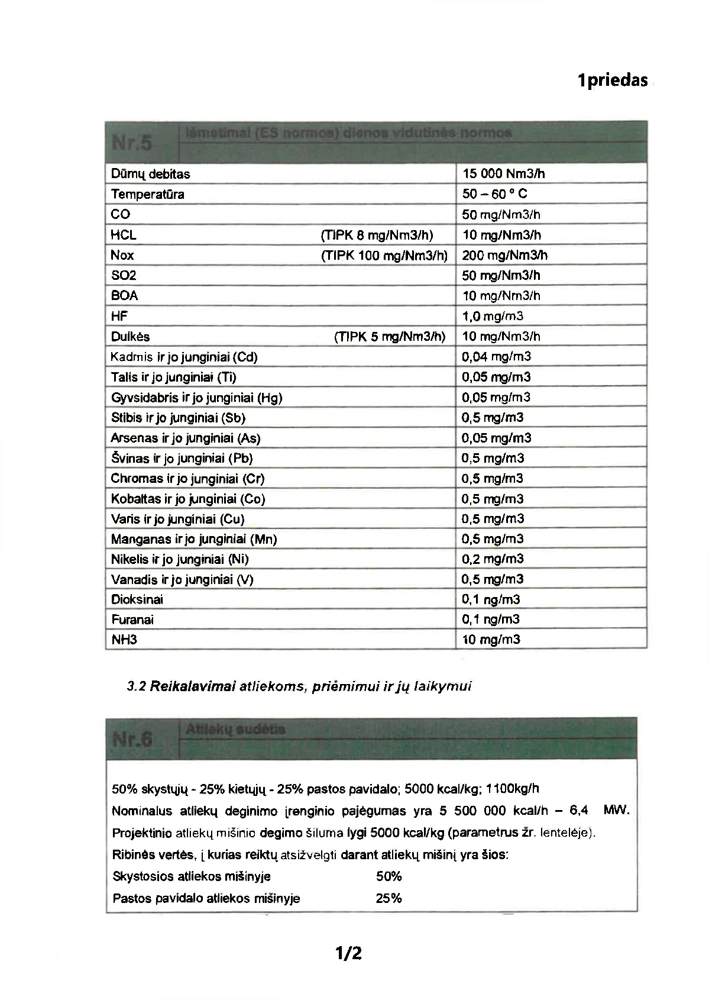 1priedas
Nr.5 Išmetimai (ES normos) dienos vidutinės normos
Dūmų debitas 15 000 Nm3/h
Temperatūra 50 – 60 º C
CO 50 mg/Nm3/h
HCL (TIPK 8 mg/Nm3/h) 10 mg/Nm3/h
Nox (TIPK 100 mg/Nm3/h) 200 mg/Nm3/h
SO2 50 mg/Nm3/h
BOA 10 mg/Nm3/h
HF 1,0 mg/m3
Dulkės (TIPK 5 mg/Nm3/h) 10 mg/Nm3/h
Kadmis ir jo junginiai (Cd) 0,04 mg/m3
Talis ir jo junginiai (Ti) 0,05 mg/m3
Gyvsidabris ir jo junginiai (Hg) 0,05 mg/m3
Stibis ir jo junginiai (Sb) 0,5 mg/m3
Arsenas ir jo junginiai (As) 0,05 mg/m3
Švinas ir jo junginiai (Pb) 0,5 mg/m3
Chromas ir jo junginiai (Cr) 0,5 mg/m3
Kobaltas ir jo junginiai (Co) 0,5 mg/m3
Varis ir jo junginiai (Cu) 0,5 mg/m3
Manganas ir jo junginiai (Mn) 0,5 mg/m3
Nikelis ir jo junginiai (Ni) 0,2 mg/m3
Vanadis ir jo junginiai (V) 0,5 mg/m3
Dioksinai 0,1 ng/m3
Furanai 0,1 ng/m3
NH3 10 mg/m3
3.2 Reikalavimai atliekoms, priėmimui ir jų laikymui
Nr.6 Atliekų sudėtis
50% skystųjų - 25% kietųjų - 25% pastos pavidalo; 5000 kcal/kg; 1100kg/h
Nominalus atliekų deginimo įrenginio pajėgumas yra 5 500 000 kcal/h – 6,4 MW.
Projektinio atliekų mišinio degimo šiluma lygi 5000 kcal/kg (parametrus žr. lentelėje).
Ribinės vertės, į kurias reiktų atsižvelgti darant atliekų mišinį yra šios:
Skystosios atliekos mišinyje 50%
Pastos pavidalo atliekos mišinyje 25%
1/2